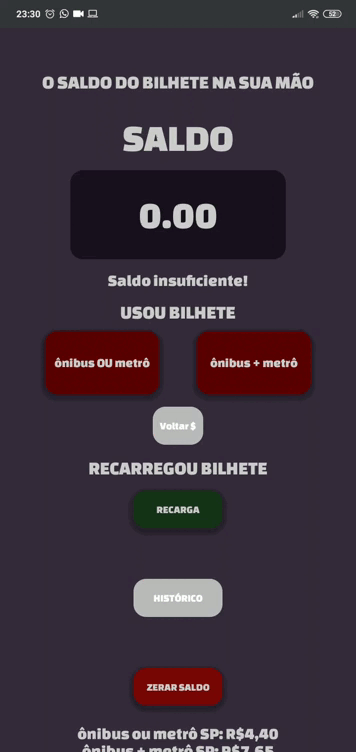 23:30
52
O SALDO DO BILHETE NA SUA MÃO
SALDO
0.00
Saldo insuficiente!
USOU BILHETE
ônibus OU metrô
ônibus + metrô
Voltar $
RECARREGOU BILHETE
RECARGA
HISTÓRICO
ZERAR SALDO
ônibus ou metrô SP: R$4,40
ônibus + metrô SP: R$7,65